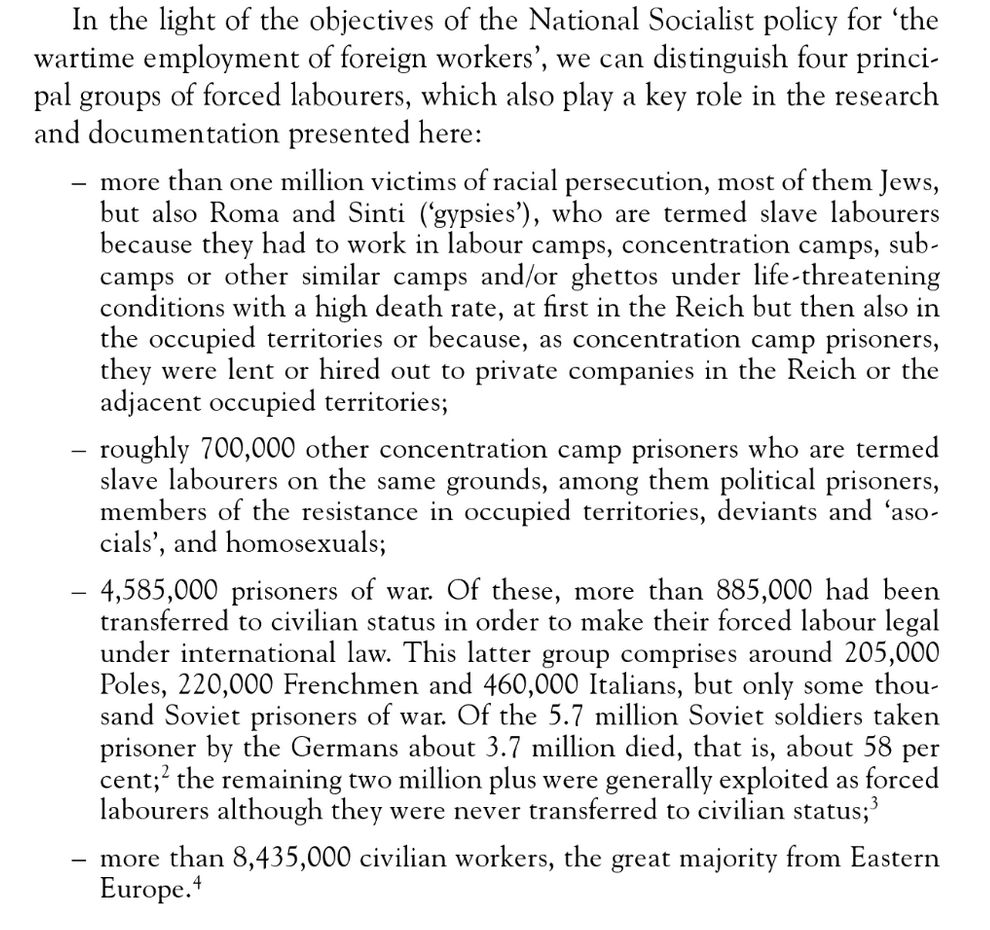 In the light of the objectives of the National Socialist policy for ‘the
wartime employment of foreign workers’, we can distinguish four princi-
pal groups of forced labourers, which also play a key role in the research
and documentation presented here:
– more than one million victims of racial persecution, most of them Jews,
but also Roma and Sinti (‘gypsies’), who are termed slave labourers
because they had to work in labour camps, concentration camps, sub-
camps or other similar camps and/or ghettos under life-threatening
conditions with a high death rate, at first in the Reich but then also in
the occupied territories or because, as concentration camp prisoners,
they were lent or hired out to private companies in the Reich or the
adjacent occupied territories;
– roughly 700,000 other concentration camp prisoners who are termed
slave labourers on the same grounds, among them political prisoners,
members of the resistance in occupied territories, deviants and ‘aso-
cials’, and homosexuals;
– 4,585,000 prisoners of war. Of these, more than 885,000 had been
transferred to civilian status in order to make their forced labour legal
under international law. This latter group comprises around 205,000
Poles, 220,000 Frenchmen and 460,000 Italians, but only some thou-
sand Soviet prisoners of war. Of the 5.7 million Soviet soldiers taken
prisoner by the Germans about 3.7 million died, that is, about 58 per
cent;² the remaining two million plus were generally exploited as forced
labourers although they were never transferred to civilian status;³
– more than 8,435,000 civilian workers, the great majority from Eastern
Europe.⁴